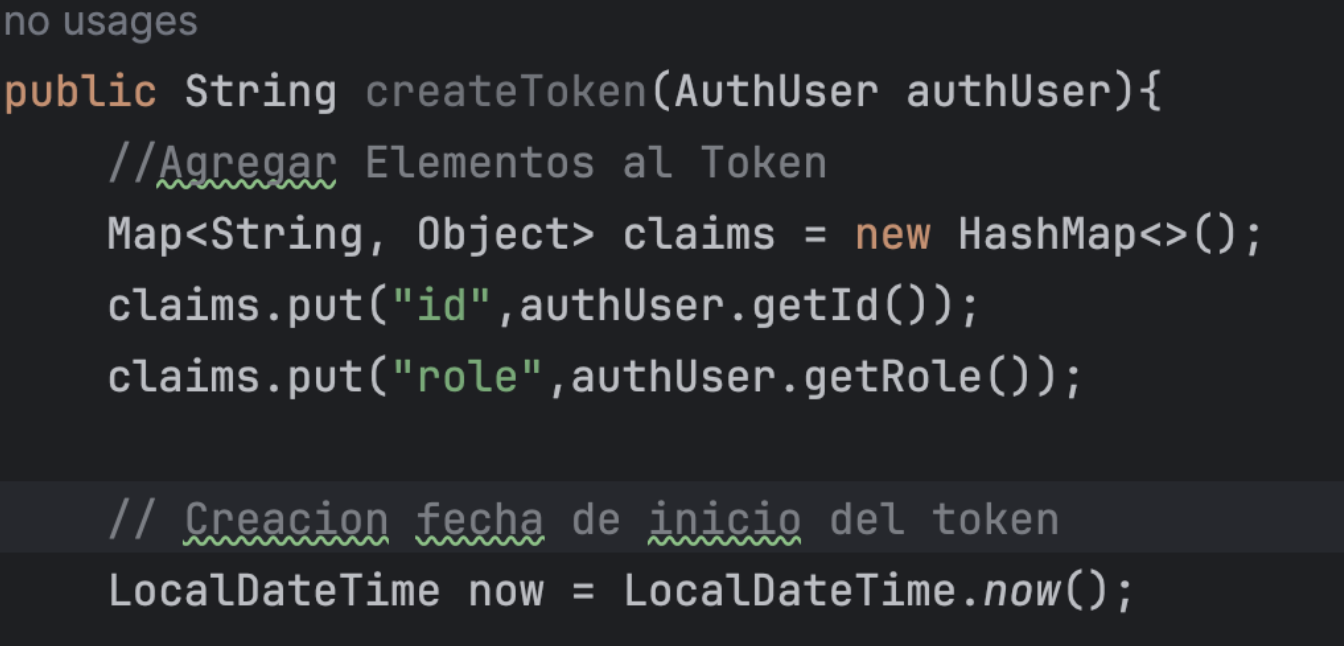 no usages
public String createToken(AuthUser authUser){
//Agregar Elementos al Token
Map<String, Object> claims = new HashMap<>();
claims.put("id",authUser.getId());
claims.put("role",authUser.getRole());
// Creacion fecha de inicio del token
LocalDateTime now = LocalDateTime.now();